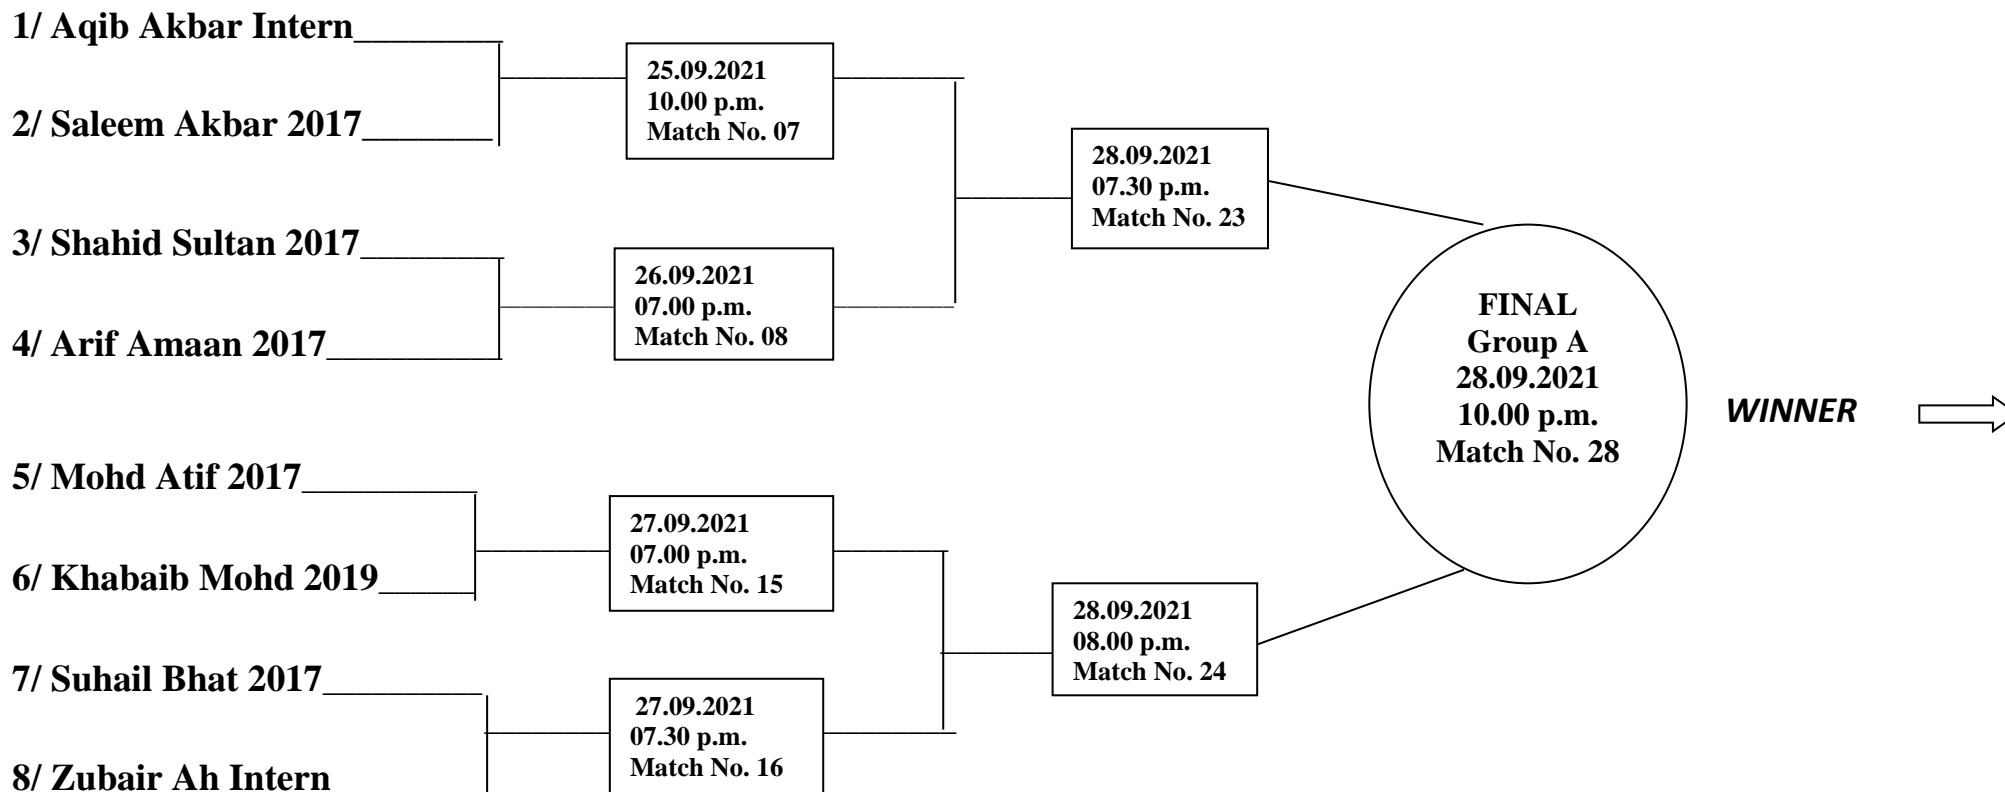 1/ Aqib Akbar Intern
2/ Saleem Akbar 2017
25.09.2021
10.00 p.m.
Match No. 07
3/ Shahid Sultan 2017
4/ Arif Amaan 2017
26.09.2021
07.00 p.m.
Match No. 08
28.09.2021
07.30 p.m.
Match No. 23
5/ Mohd Atif 2017
6/ Khabaib Mohd 2019
27.09.2021
07.00 p.m.
Match No. 15
7/ Suhail Bhat 2017
8/ Zubair Ah Intern
27.09.2021
07.30 p.m.
Match No. 16
28.09.2021
08.00 p.m.
Match No. 24
FINAL
Group A
28.09.2021
10.00 p.m.
Match No. 28
WINNER